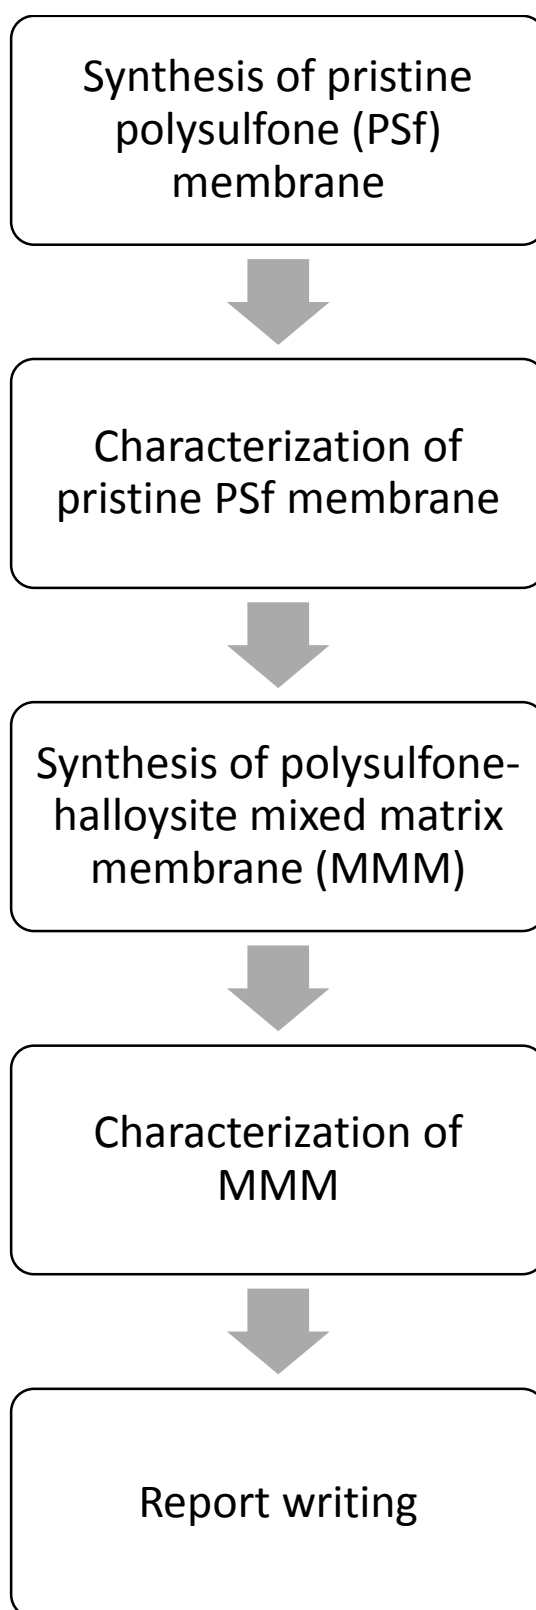 Synthesis of pristine
polysulfone (PSf)
membrane
Characterization of
pristine PSf membrane
Synthesis of polysulfone-
halloysite mixed matrix
membrane (MMM)
Characterization of
MMM
Report writing